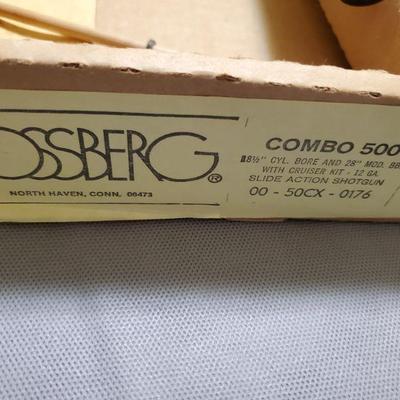 OSSBERG®
NORTH HAVEN, CONN. 06473
COMBO 500
18½" CYL. BORE AND 28" MOD. BB
WITH CRUISER KIT - 12 GA.
SLIDE ACTION SHOTGUN
00 - 50CX - 0176